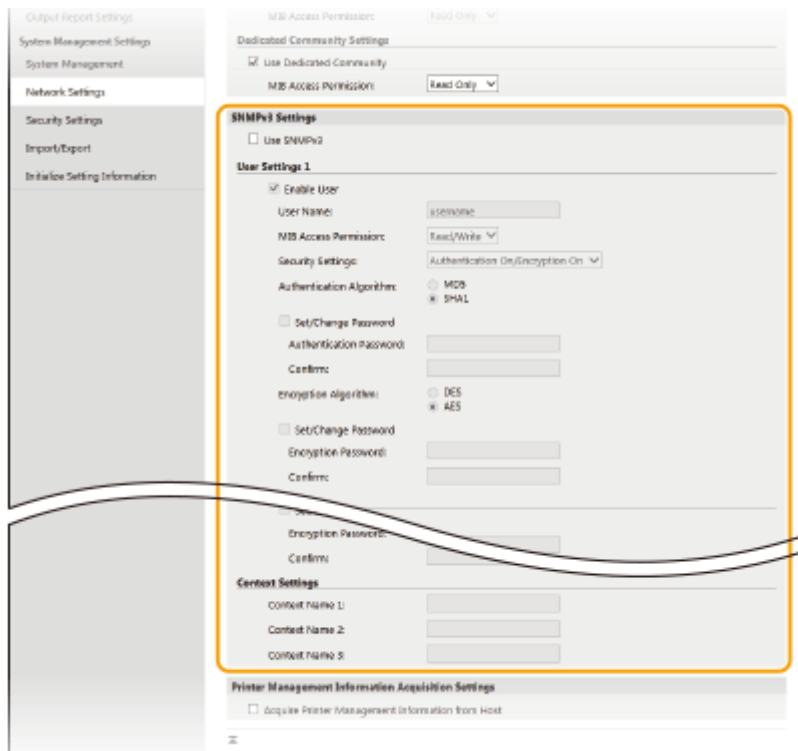 Output Report Settings
System Management Settings
System Management
Network Settings
Security Settings
Import/Export
Initialize Setting Information
MIB Access Permission: Read Only
Dedicated Community Settings
Use Dedicated Community
MIB Access Permission: Read Only
SNMPv3 Settings
Use SNMPv3
User Settings 1
Enable User
User Name: username
MIB Access Permission: Read/Write
Security Settings: Authentication On/Encryption On
Authentication Algorithm: MD5
SHA1
Set/Change Password
Authentication Password:
Confirm:
Encryption Algorithm: DES
AES
Set/Change Password
Encryption Password:
Confirm:
Encryption Password:
Confirm:
Context Settings
Context Name 1:
Context Name 2:
Context Name 3:
Printer Management Information Acquisition Settings
Acquire Printer Management Information from Host